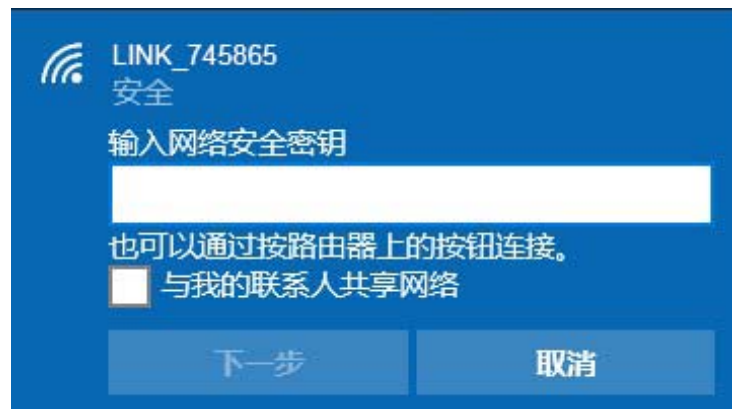 LINK_745865
安全
输入网络安全密钥
也可以通过按路由器上的按钮连接。
与我的联系人共享网络
下一步
取消